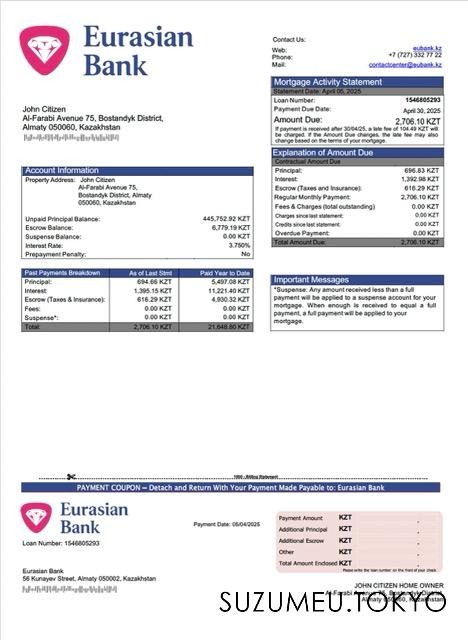 Eurasian
Bank
Contact Us:
Web: eubank.kz
Phone: +7 (727) 332 77 22
Mail: contactcenter@eubank.kz
Mortgage Activity Statement
Statement Date: April 05, 2025
Loan Number: 1546805293
Payment Due Date: April 30, 2025
Amount Due: 2,706.10 KZT
If payment is received after 30/04/25, a late fee of 104.49 KZT will be
charged. If the Amount Due Changes, the late fee may also
change based on the terms of your mortgage.
John Citizen
Al-Farabi Avenue 75, Bostandyk District,
Almaty 050060, Kazakhstan
Explanation of Amount Due
Contractual Amount Due
Principal: 696.83 KZT
Interest: 1,392.98 KZT
Escrow (Taxes and Insurance): 616.29 KZT
Regular Monthly Payment: 2,706.10 KZT
Fees & Charges (total outstanding) 0.00 KZT
Charges since last statement: 0.00 KZT
Credits since last statement: 0.00 KZT
Overdue Payment: 0.00 KZT
Total Amount Due: 2,706.10 KZT
Account Information
Property Address: John Citizen
Al-Farabi Avenue 75,
Bostandyk District, Almaty
050060, Kazakhstan
Unpaid Principal Balance: 445,752.92 KZT
Escrow Balance: 6,779.19 KZT
Suspense Balance: 0.00 KZT
Interest Rate: 3.750%
Prepayment Penalty: No
Past Payments Breakdown As of Last Stmt Paid Year to Date
Principal: 694.66 KZT 5,497.08 KZT
Interest: 1,395.15 KZT 11,221.40 KZT
Escrow (Taxes & Insurance): 616.29 KZT 4,930.32 KZT
Fees: 0.00 KZT 0.00 KZT
Suspense*: 0.00 KZT 0.00 KZT
Total: 2,706.10 KZT 21,648.80 KZT
Important Messages
*Suspense: Any amount received less than a full
payment will be applied to a suspense account for your
mortgage. When enough is received to equal a full
payment, a full payment will be applied to your
mortgage.
1000 - Billing Statement
PAYMENT COUPON – Detach and Return With Your Payment Made Payable to: Eurasian Bank
Eurasian
Bank
Loan Number: 1546805293
Payment Date: 05/04/2025
Payment Amount KZT .
Additional Principal KZT .
Additional Escrow KZT .
Other KZT .
Total Amount Enclosed KZT .
Please write the loan number on the front of your check
Eurasian Bank
56 Kunayev Street, Almaty 050002, Kazakhstan
JOHN CITIZEN HOME OWNER
Al-Farabi Avenue 75, Bostandyk District,
Almaty 050060, Kazakhstan
SUZUMEU.TOKYO